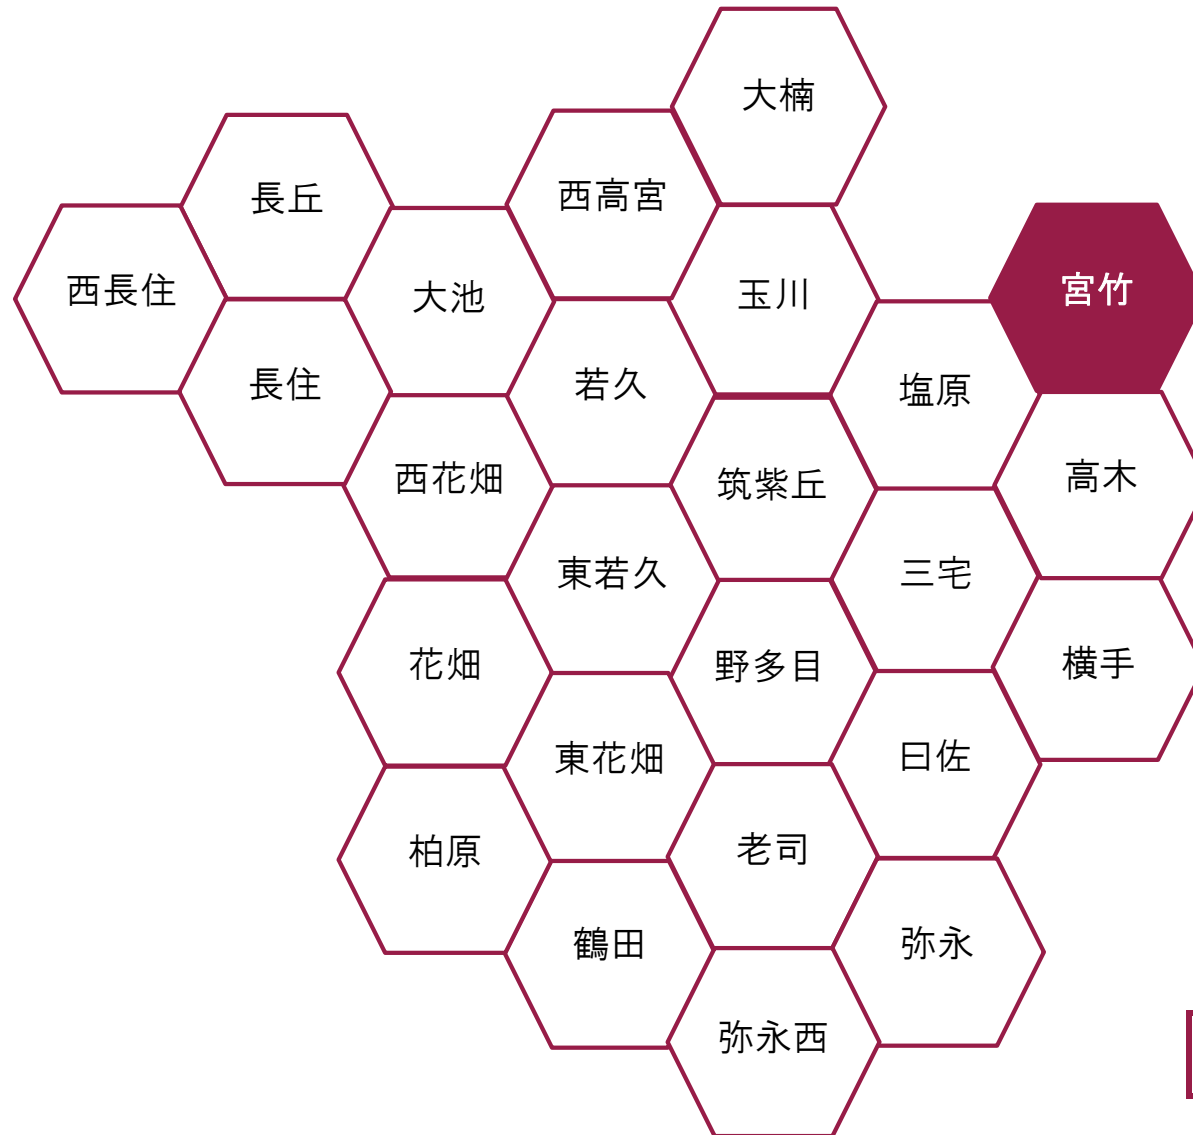 大楠
長丘
西高宮
西長住
大池
玉川
宮竹
長住
若久
塩原
西花畑
筑紫丘
高木
東若久
三宅
花畑
野多目
横手
東花畑
曰佐
柏原
老司
鶴田
弥永
弥永西